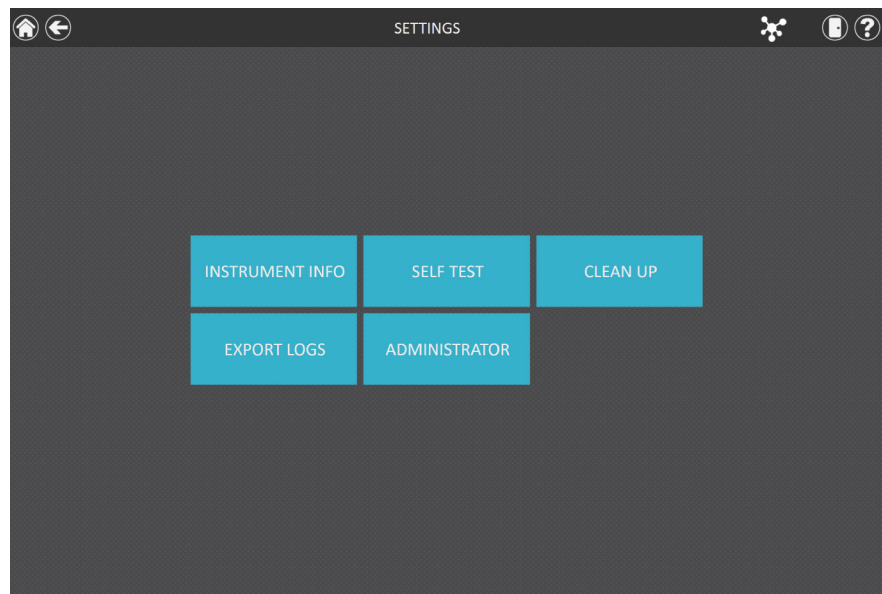 SETTINGS
?
INSTRUMENT INFO
SELF TEST
CLEAN UP
EXPORT LOGS
ADMINISTRATOR